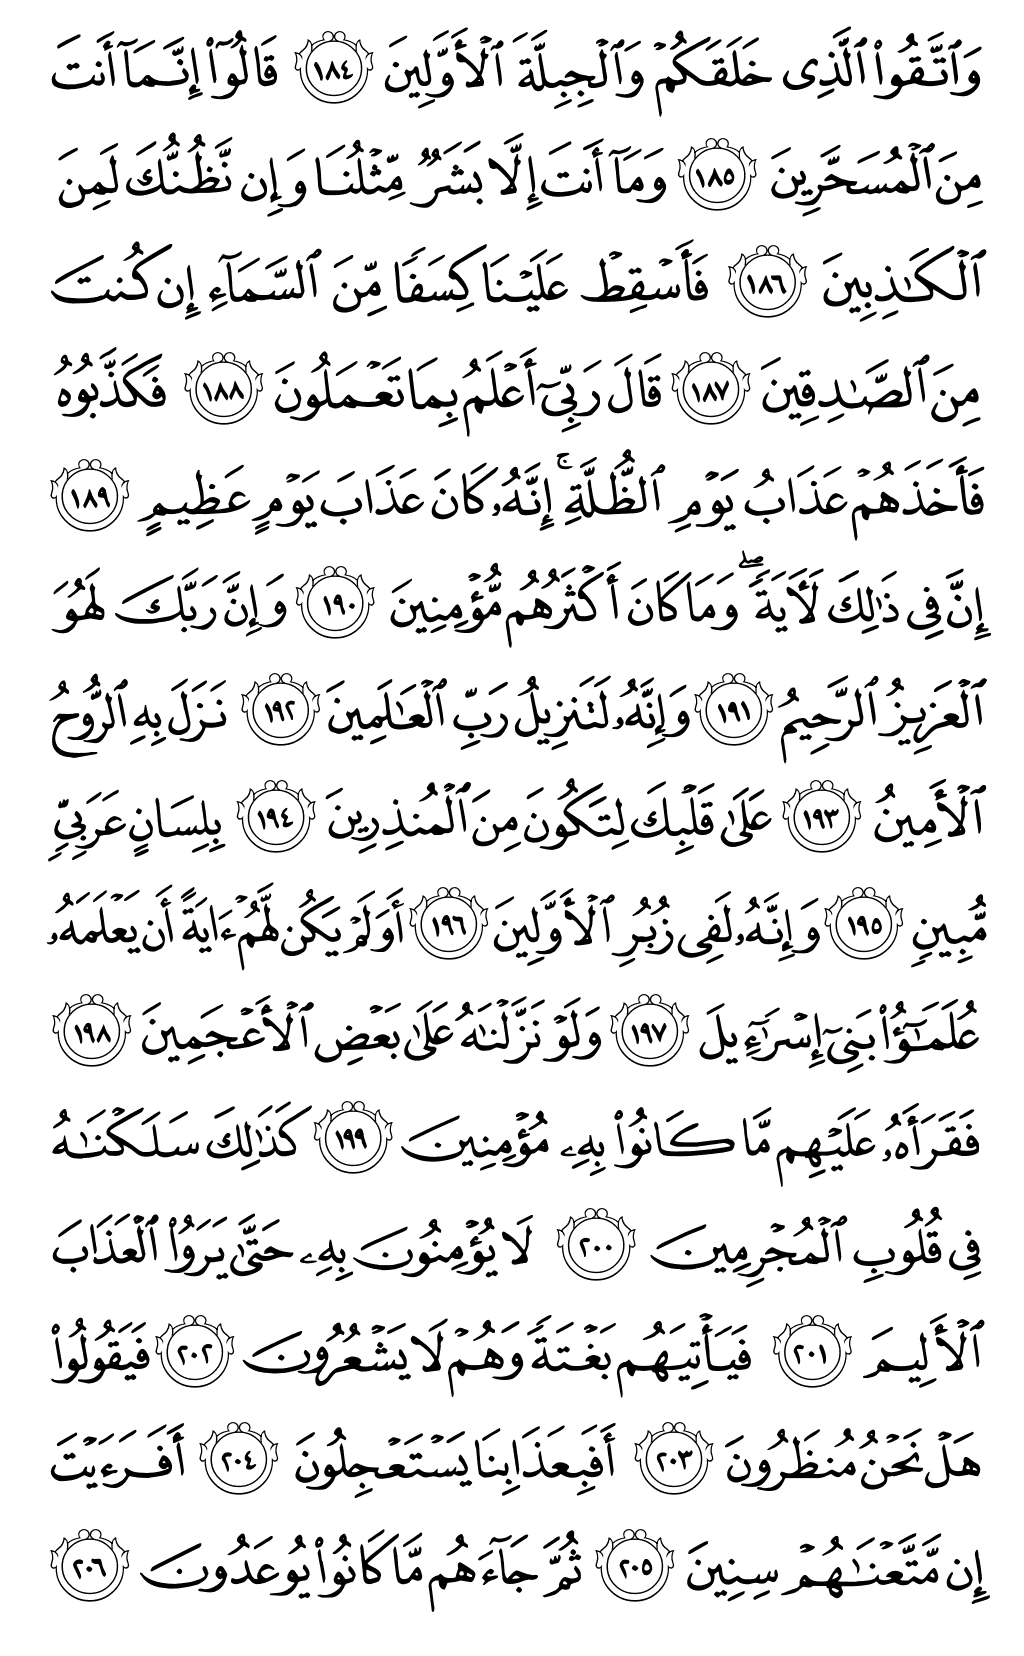 وَٱتَّقُوا۟ ٱلَّذِى خَلَقَكُمْ وَٱلْجِبِلَّةَ ٱلْأَوَّلِينَ ١٨٤ قَالُوٓا۟ إِنَّمَآ أَنتَ
مِنَ ٱلْمُسَحَّرِينَ ١٨٥ وَمَآ أَنتَ إِلَّا بَشَرٌ مِّثْلُنَا وَإِن نَّظُنُّكَ لَمِنَ
ٱلْكَـٰذِبِينَ ١٨٦ فَأَسْقِطْ عَلَيْنَا كِسَفًا مِّنَ ٱلسَّمَآءِ إِن كُنتَ
مِنَ ٱلصَّـٰدِقِينَ ١٨٧ قَالَ رَبِّىٓ أَعْلَمُ بِمَا تَعْمَلُونَ ١٨٨ فَكَذَّبُوهُ
فَأَخَذَهُمْ عَذَابُ يَوْمِ ٱلظُّلَّةِ ۚ إِنَّهُۥ كَانَ عَذَابَ يَوْمٍ عَظِيمٍ ١٨٩
إِنَّ فِى ذَٰلِكَ لَـَٔايَةً ۖ وَمَا كَانَ أَكْثَرُهُم مُّؤْمِنِينَ ١٩٠ وَإِنَّ رَبَّكَ لَهُوَ
ٱلْعَزِيزُ ٱلرَّحِيمُ ١٩١ وَإِنَّهُۥ لَتَنزِيلُ رَبِّ ٱلْعَـٰلَمِينَ ١٩٢ نَزَلَ بِهِ ٱلرُّوحُ
ٱلْأَمِينُ ١٩٣ عَلَىٰ قَلْبِكَ لِتَكُونَ مِنَ ٱلْمُنذِرِينَ ١٩٤ بِلِسَانٍ عَرَبِىٍّ
مُّبِينٍ ١٩٥ وَإِنَّهُۥ لَفِى زُبُرِ ٱلْأَوَّلِينَ ١٩٦ أَوَلَمْ يَكُن لَّهُمْ ءَايَةً أَن يَعْلَمَهُۥ
عُلَمَـٰٓؤُا۟ بَنِىٓ إِسْرَٰٓءِيلَ ١٩٧ وَلَوْ نَزَّلْنَـٰهُ عَلَىٰ بَعْضِ ٱلْأَعْجَمِينَ ١٩٨
فَقَرَأَهُۥ عَلَيْهِم مَّا كَانُوا۟ بِهِۦ مُؤْمِنِينَ ١٩٩ كَذَٰلِكَ سَلَكْنَـٰهُ
فِى قُلُوبِ ٱلْمُجْرِمِينَ ٢٠٠ لَا يُؤْمِنُونَ بِهِۦ حَتَّىٰ يَرَوُا۟ ٱلْعَذَابَ
ٱلْأَلِيمَ ٢٠١ فَيَأْتِيَهُم بَغْتَةً وَهُمْ لَا يَشْعُرُونَ ٢٠٢ فَيَقُولُوا۟
هَلْ نَحْنُ مُنظَرُونَ ٢٠٣ أَفَبِعَذَابِنَا يَسْتَعْجِلُونَ ٢٠٤ أَفَرَءَيْتَ
إِن مَّتَّعْنَـٰهُمْ سِنِينَ ٢٠٥ ثُمَّ جَآءَهُم مَّا كَانُوا۟ يُوعَدُونَ ٢٠٦